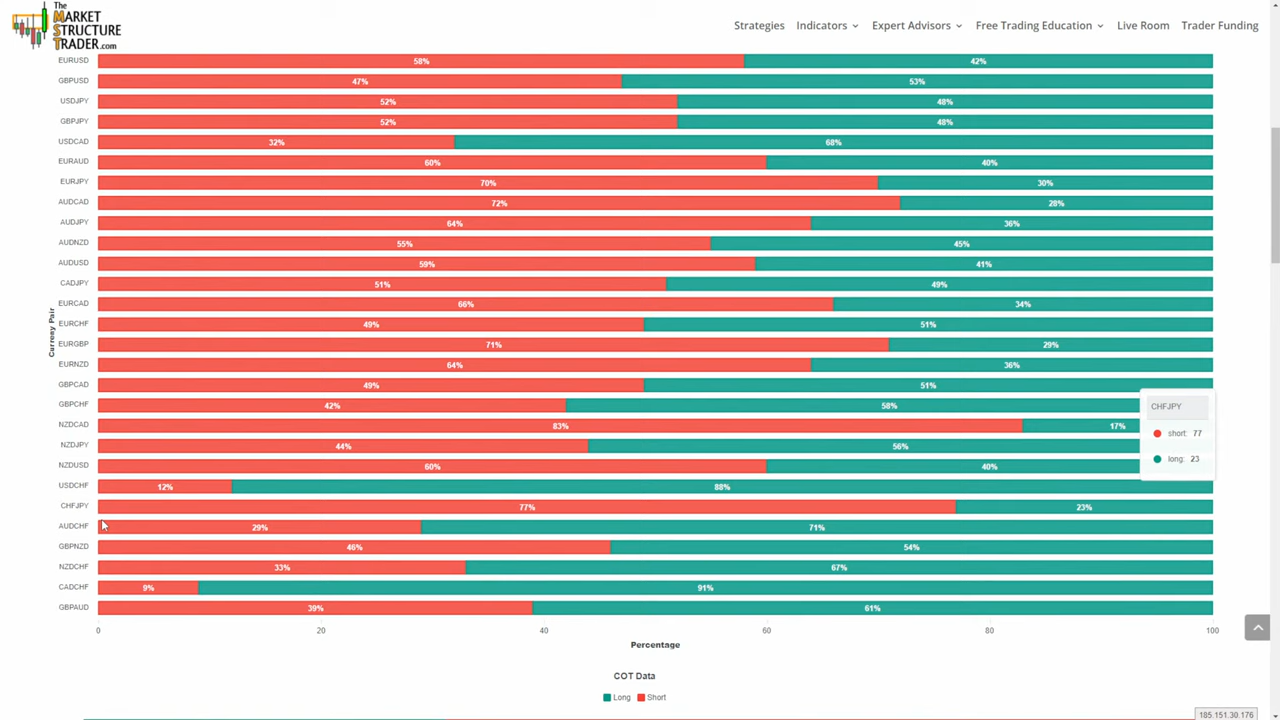 The
MARKET
STRUCTURE
TRADER.com
Strategies Indicators Expert Advisors Free Trading Education Live Room Trader Funding
EURUSD 58% 42%
GBPUSD 47% 53%
USDJPY 52% 48%
GBPJPY 52% 48%
USDCAD 32% 68%
EURAUD 60% 40%
EURJPY 70% 30%
AUDCAD 72% 28%
AUDJPY 64% 36%
AUDNZD 55% 45%
AUDUSD 59% 41%
CADJPY 51% 49%
EURCAD 66% 34%
Curreny Pair
EURCHF 49% 51%
EURGBP 71% 29%
EURNZD 64% 36%
GBPCAD 49% 51%
GBPCHF 42% 58%
CHFJPY
NZDCAD 83% 17%
short: 77
NZDJPY 44% 56%
long: 23
NZDUSD 60% 40%
USDCHF 12% 88%
CHFJPY 77% 23%
AUDCHF 29% 71%
GBPNZD 46% 54%
NZDCHF 33% 67%
CADCHF 9% 91%
GBPAUD 39% 61%
0 20 40 60 80 100
Percentage
COT Data
Long Short
185.151.30.176